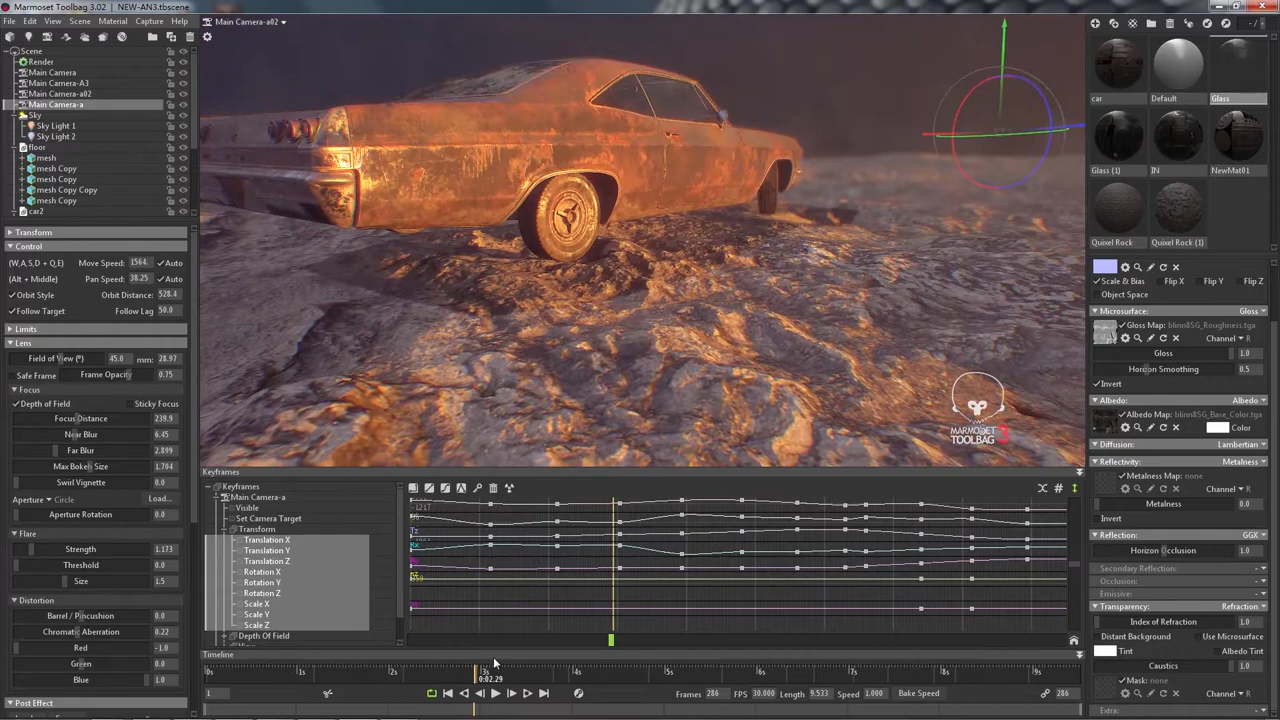 Marmoset Toolbag 3.02 | NEW-AN3.tbscene
File Edit Scene Material Capture Help
Scene
Render
Main Camera
Main Camera-A3
Main Camera-a02
Main Camera-a
Sky
Sky Light 1
Sky Light 2
floor
mesh
mesh Copy
mesh Copy
mesh Copy Copy
mesh Copy
car2
Transform
Control
(W,A,S,D + Q,E) Move Speed: 1564. Auto
(Alt + Middle) Pan Speed: 38.25 Auto
Orbit Style Orbit Distance: 528.4
Follow Target Follow Lag 50.0
Limits
Lens
Field of View (°) 45.0 mm: 28.97
Safe Frame Frame Opacity 0.75
Focus
Depth of Field Sticky Focus
Focus Distance 239.9
Near Blur 6.45
Far Blur 2.899
Max Bokeh Size 1.704
Swirl Vignette 0.0
Aperture Circle Load...
Aperture Rotation 0.0
Flare
Strength 1.173
Threshold 0.0
Size 1.5
Distortion
Barrel / Pincushion 0.0
Chromatic Aberration 0.22
Red -1.0
Green 0.0
Blue 1.0
Post Effect
Main Camera-a02
MARMOSET
TOOLBAG 3
Keyframes
Keyframes
Main Camera-a
Visible
Set Camera Target
Transform
Translation X
Translation Y
Translation Z
Rotation X
Rotation Y
Rotation Z
Scale X
Scale Y
Scale Z
Depth Of Field
-1217
Timeline
0s 1s 2s 3s 4s 5s 6s 7s 8s 9s
0:02.29
1 Frames 286 FPS 30.000 Length 9.533 Speed 1.000 Bake Speed 286
car Default Glass
Glass (1) IN NewMat01
Quixel Rock Quixel Rock (1)
Scale & Bias Flip X Flip Y Flip Z
Object Space
Microsurface: Gloss
Gloss Map: blinn8SG_Roughness.tga
Channel R
Gloss 1.0
Horizon Smoothing 0.5
Invert
Albedo: Albedo
Albedo Map: blinn8SG_Base_Color.tga
Color
Diffusion: Lambertian
Reflectivity: Metalness
Metalness Map: none
Channel R
Metalness 0.0
Invert
Reflection: GGX
Horizon Occlusion 1.0
Secondary Reflection:
Occlusion:
Emissive:
Transparency: Refraction
Index of Refraction 1.0
Distant Background Use Microsurface
Tint Albedo Tint
Caustics 1.0
Mask: none
Channel R
Extra: